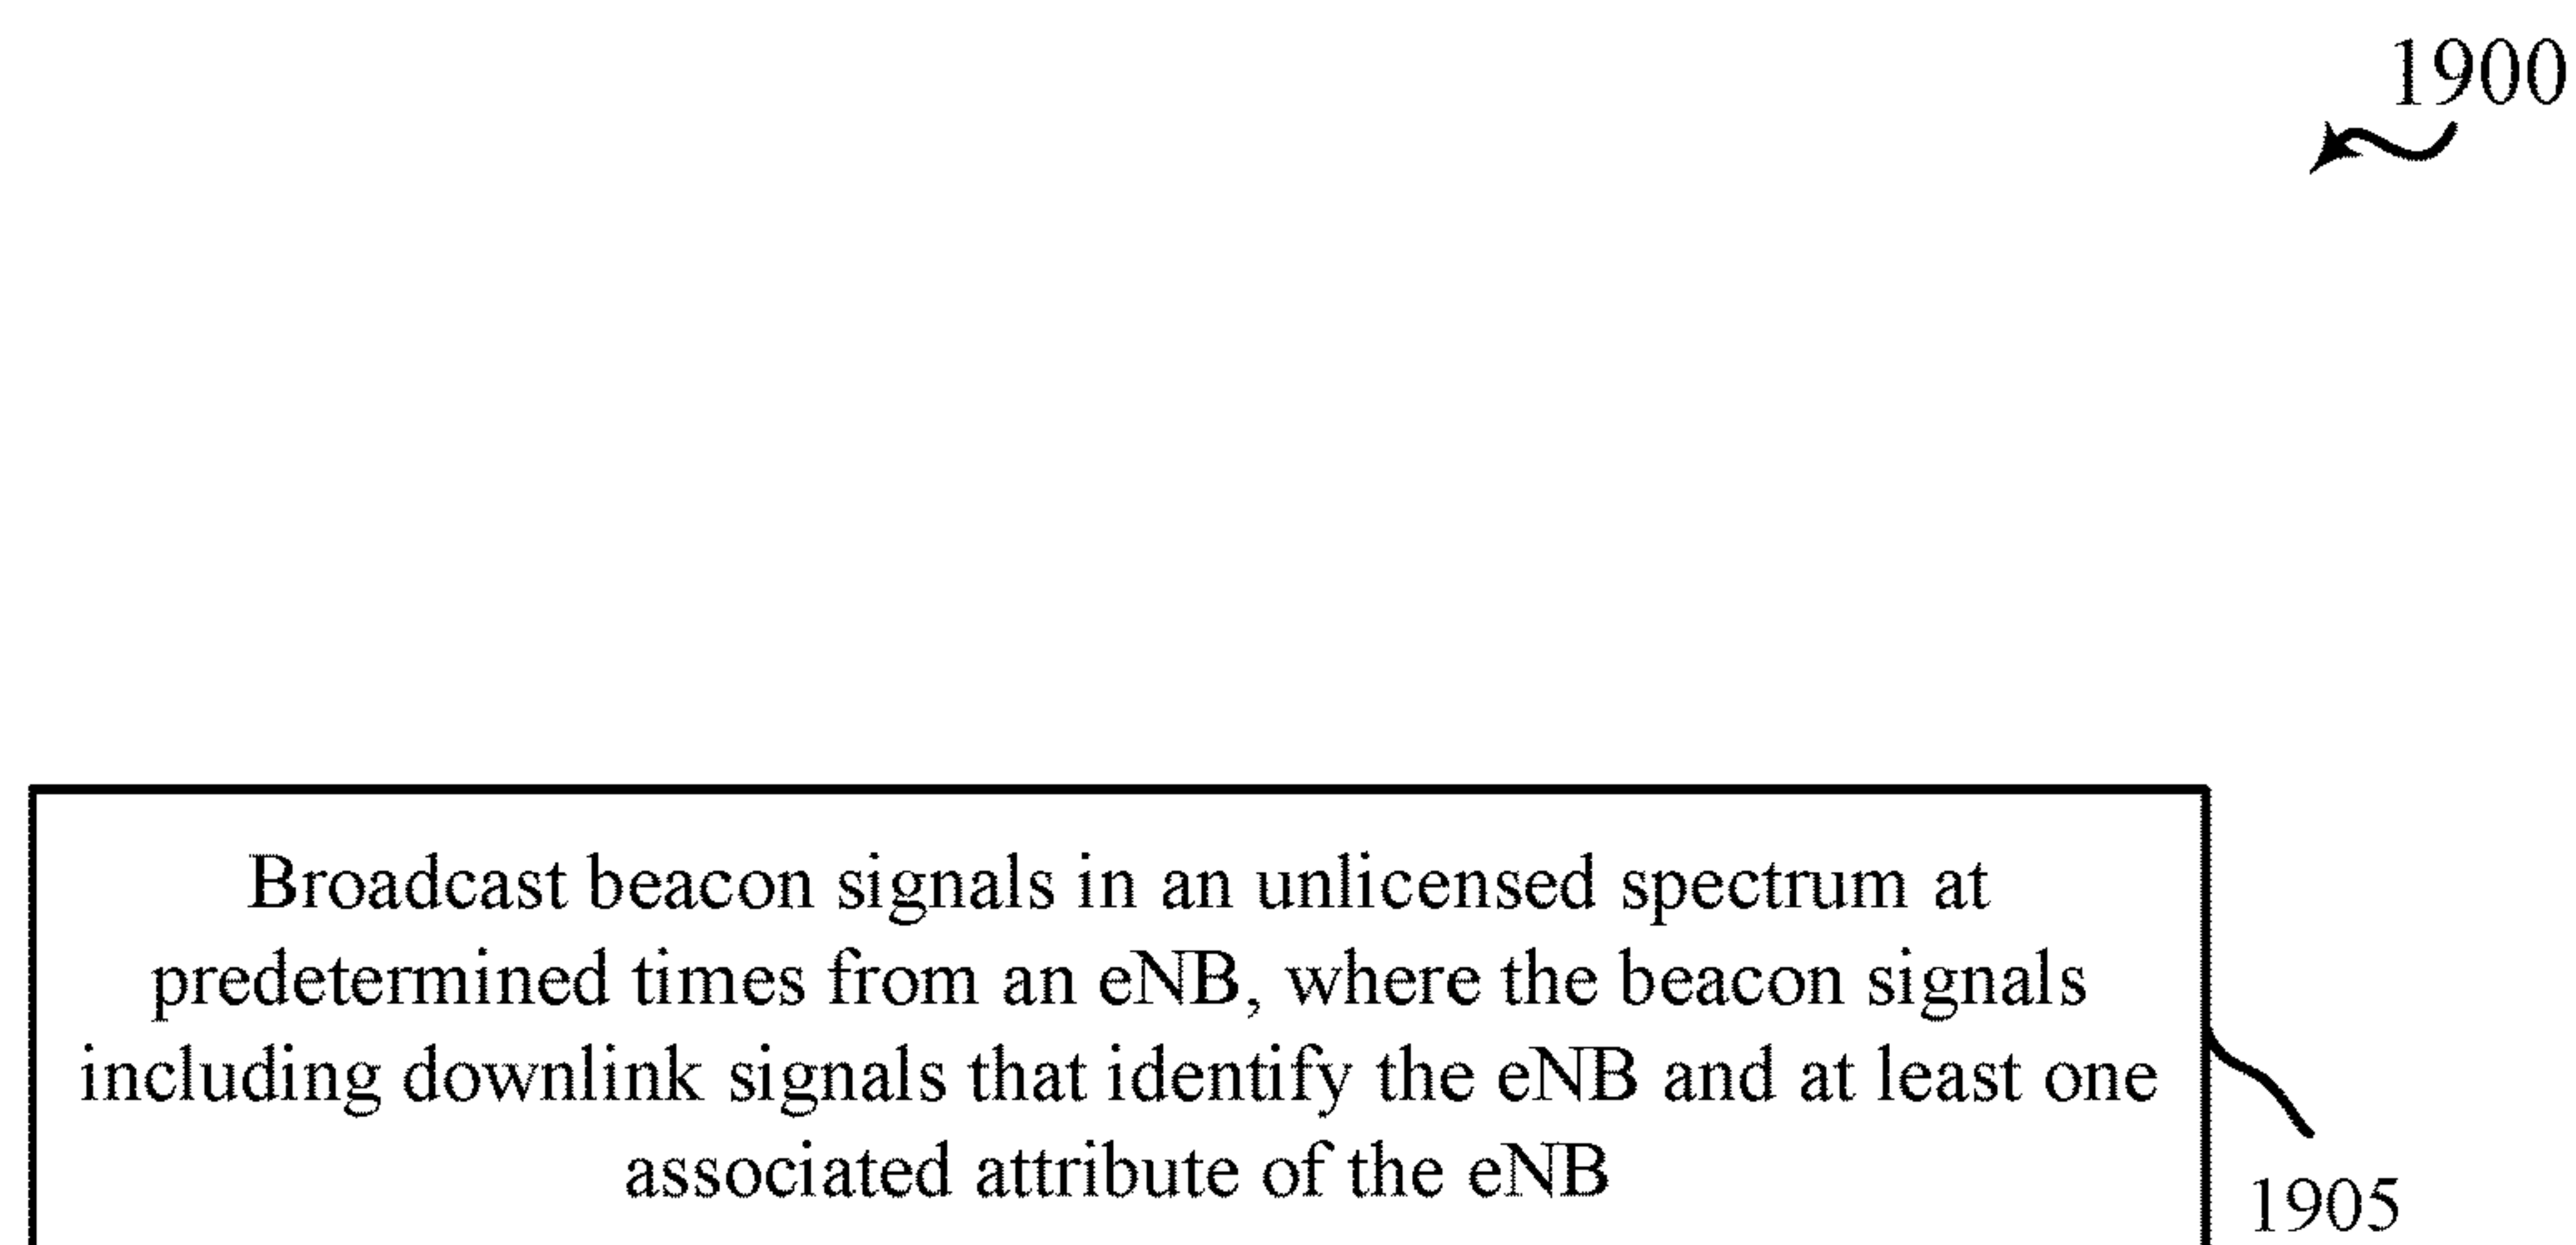 1900
Broadcast beacon signals in an unlicensed spectrum at
predetermined times from an eNB, where the beacon signals
including downlink signals that identify the eNB and at least one
associated attribute of the eNB
1905